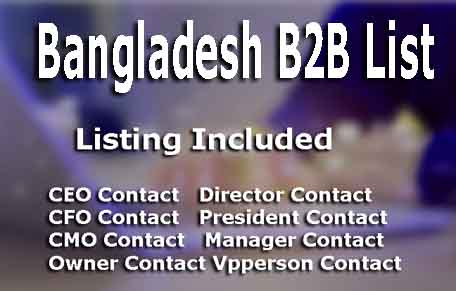 Bangladesh B2B List
Listing Included
CEO Contact Director Contact
CFO Contact President Contact
CMO Contact Manager Contact
Owner Contact Vpperson Contact